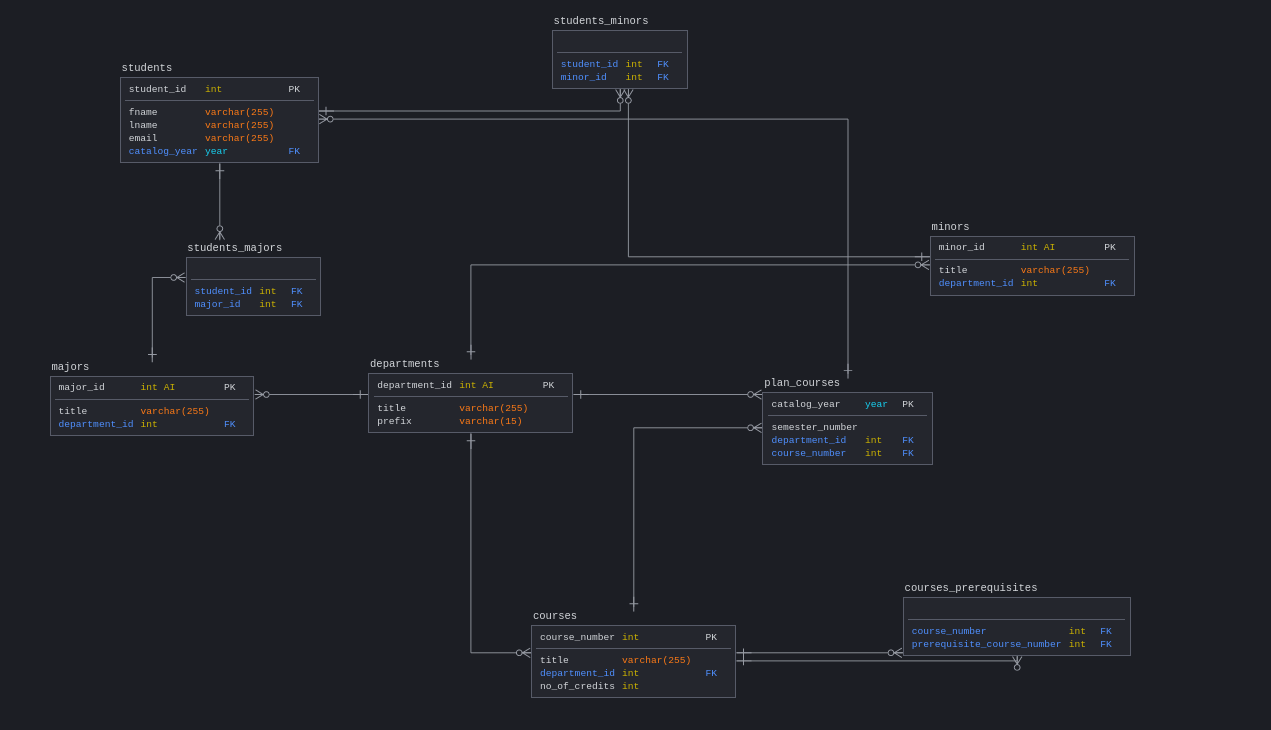 students_minors
student_id int FK
minor_id int FK
students
student_id int PK
fname varchar(255)
lname varchar(255)
email varchar(255)
catalog_year year FK
minors
minor_id int AI PK
title varchar(255)
department_id int FK
students_majors
student_id int FK
major_id int FK
majors
major_id int AI PK
title varchar(255)
department_id int FK
departments
department_id int AI PK
title varchar(255)
prefix varchar(15)
plan_courses
catalog_year year PK
semester_number
department_id int FK
course_number int FK
courses
course_number int PK
title varchar(255)
department_id int FK
no_of_credits int
courses_prerequisites
course_number int FK
prerequisite_course_number int FK